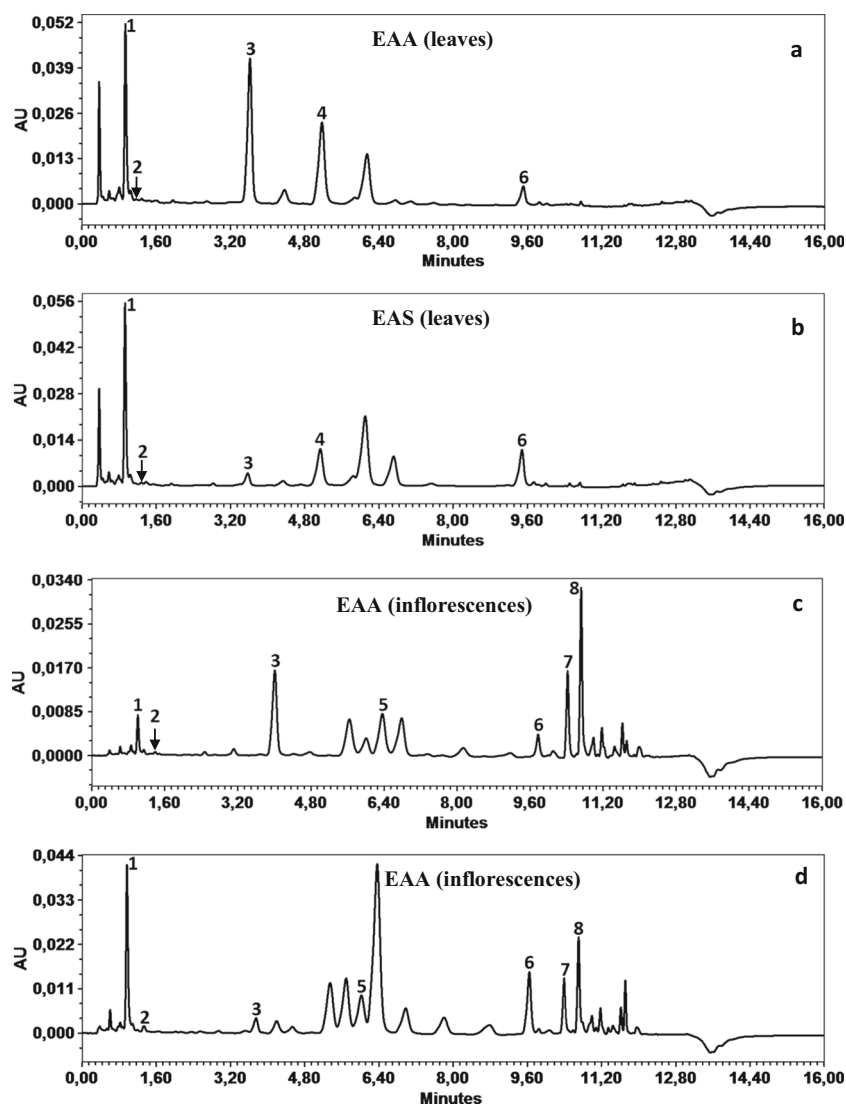 EAA (leaves)
a
1
2
3
4
6
AU
0,052
0,039
0,026
0,013
0,000
0,00 1,60 3,20 4,80 6,40 8,00 9,60 11,20 12,80 14,40 16,00
Minutes
EAS (leaves)
b
1
2
3
4
6
AU
0,056
0,042
0,028
0,014
0,000
0,00 1,60 3,20 4,80 6,40 8,00 9,60 11,20 12,80 14,40 16,00
Minutes
EAA (inflorescences)
c
1
2
3
5
6
7
8
AU
0,0340
0,0255
0,0170
0,0085
0,0000
0,00 1,60 3,20 4,80 6,40 8,00 9,60 11,20 12,80 14,40 16,00
Minutes
EAA (inflorescences)
d
1
2
3
5
6
7
8
AU
0,044
0,033
0,022
0,011
0,000
0,00 1,60 3,20 4,80 6,40 8,00 9,60 11,20 12,80 14,40 16,00
Minutes